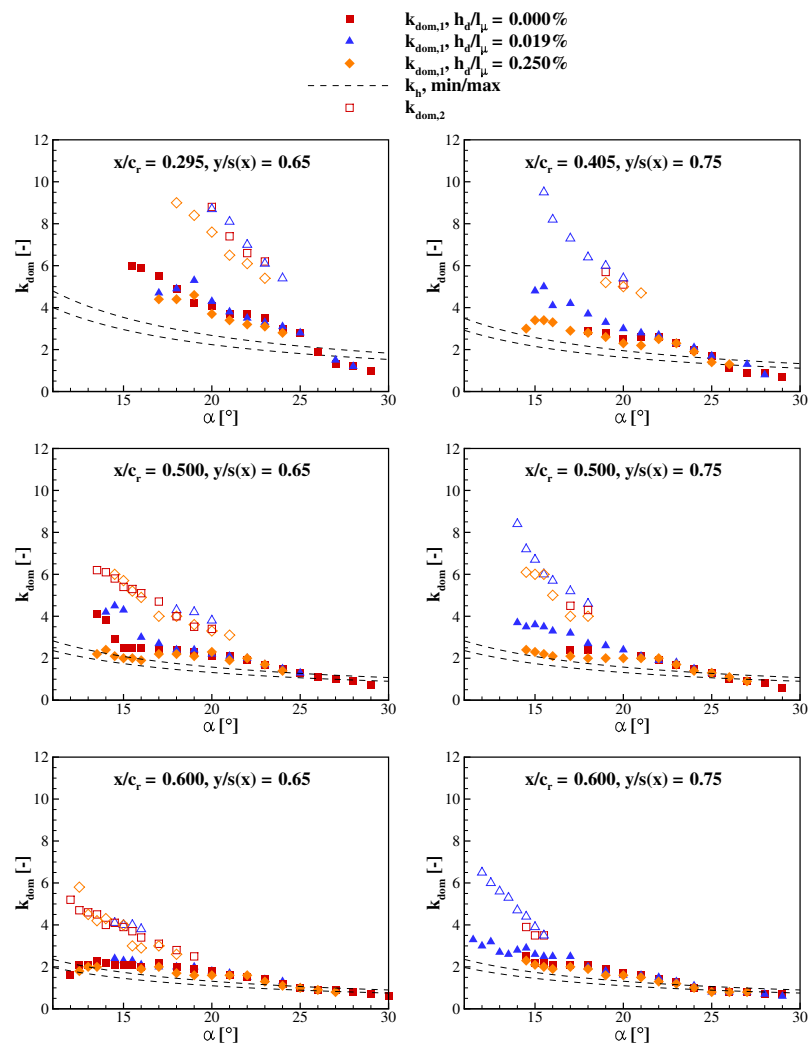 k_dom,1, h_d/l_μ = 0.000%
k_dom,1, h_d/l_μ = 0.019%
k_dom,1, h_d/l_μ = 0.250%
k_h, min/max
k_dom,2
x/c_r = 0.295, y/s(x) = 0.65
k_dom [-]
0
2
4
6
8
10
12
15
20
25
30
α [°]
x/c_r = 0.405, y/s(x) = 0.75
k_dom [-]
0
2
4
6
8
10
12
15
20
25
30
α [°]
x/c_r = 0.500, y/s(x) = 0.65
k_dom [-]
0
2
4
6
8
10
12
15
20
25
30
α [°]
x/c_r = 0.500, y/s(x) = 0.75
k_dom [-]
0
2
4
6
8
10
12
15
20
25
30
α [°]
x/c_r = 0.600, y/s(x) = 0.65
k_dom [-]
0
2
4
6
8
10
12
15
20
25
30
α [°]
x/c_r = 0.600, y/s(x) = 0.75
k_dom [-]
0
2
4
6
8
10
12
15
20
25
30
α [°]